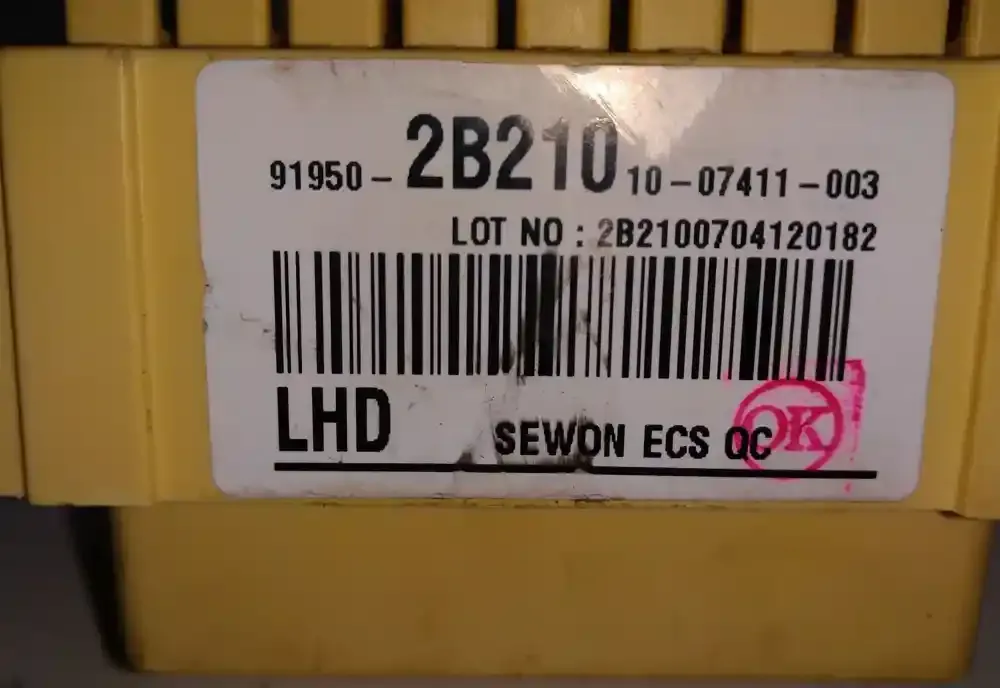 91950-2B210 10-07411-003
LOT NO : 2B2100704120182
LHD SEWON ECS QC OK